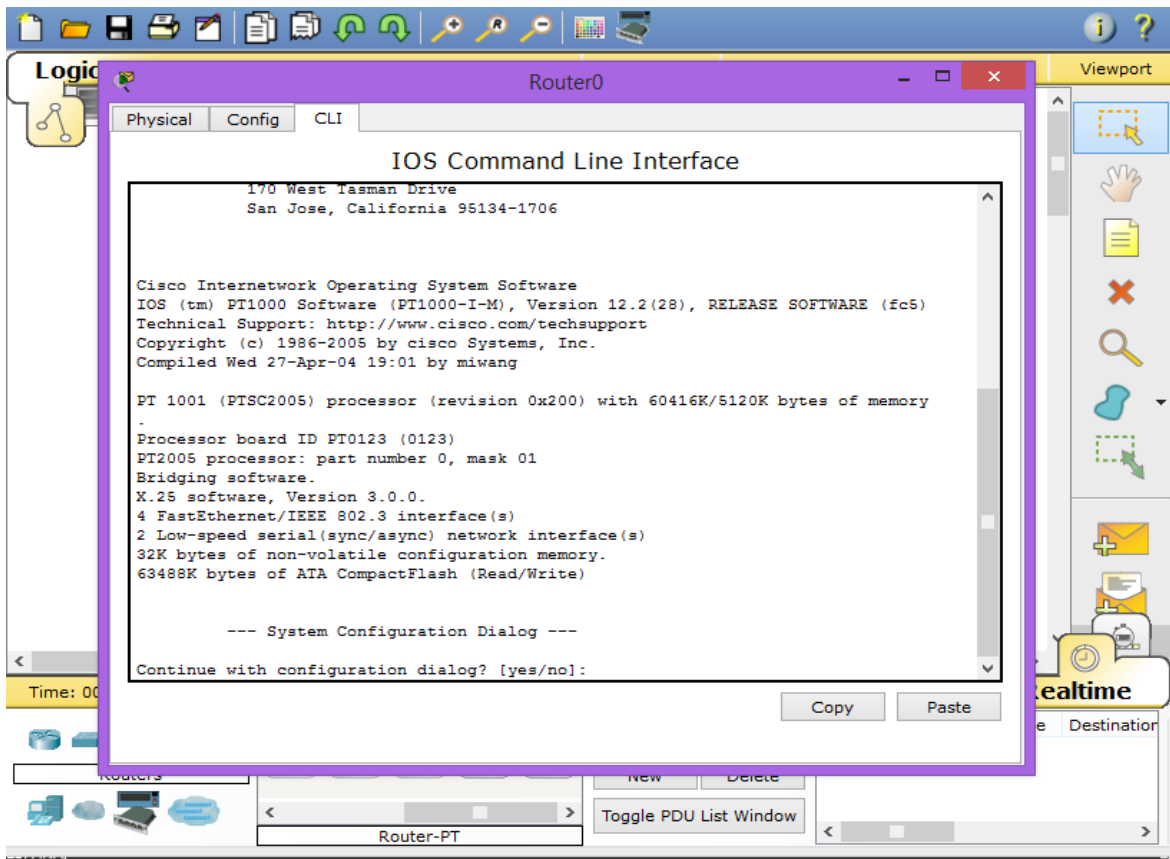 Logic
Router0
Viewport
Physical
Config
CLI
IOS Command Line Interface
170 West Tasman Drive
San Jose, California 95134-1706
Cisco Internetwork Operating System Software
IOS (tm) PT1000 Software (PT1000-I-M), Version 12.2(28), RELEASE SOFTWARE (fc5)
Technical Support: http://www.cisco.com/techsupport
Copyright (c) 1986-2005 by cisco Systems, Inc.
Compiled Wed 27-Apr-04 19:01 by miwang
PT 1001 (PTSC2005) processor (revision 0x200) with 60416K/5120K bytes of memory
.
Processor board ID PT0123 (0123)
PT2005 processor: part number 0, mask 01
Bridging software.
X.25 software, Version 3.0.0.
4 FastEthernet/IEEE 802.3 interface(s)
2 Low-speed serial(sync/async) network interface(s)
32K bytes of non-volatile configuration memory.
63488K bytes of ATA CompactFlash (Read/Write)
--- System Configuration Dialog ---
Continue with configuration dialog? [yes/no]:
Copy
Paste
Time: 00
ealtime
e Destination
Routers
New
Delete
Toggle PDU List Window
Router-PT